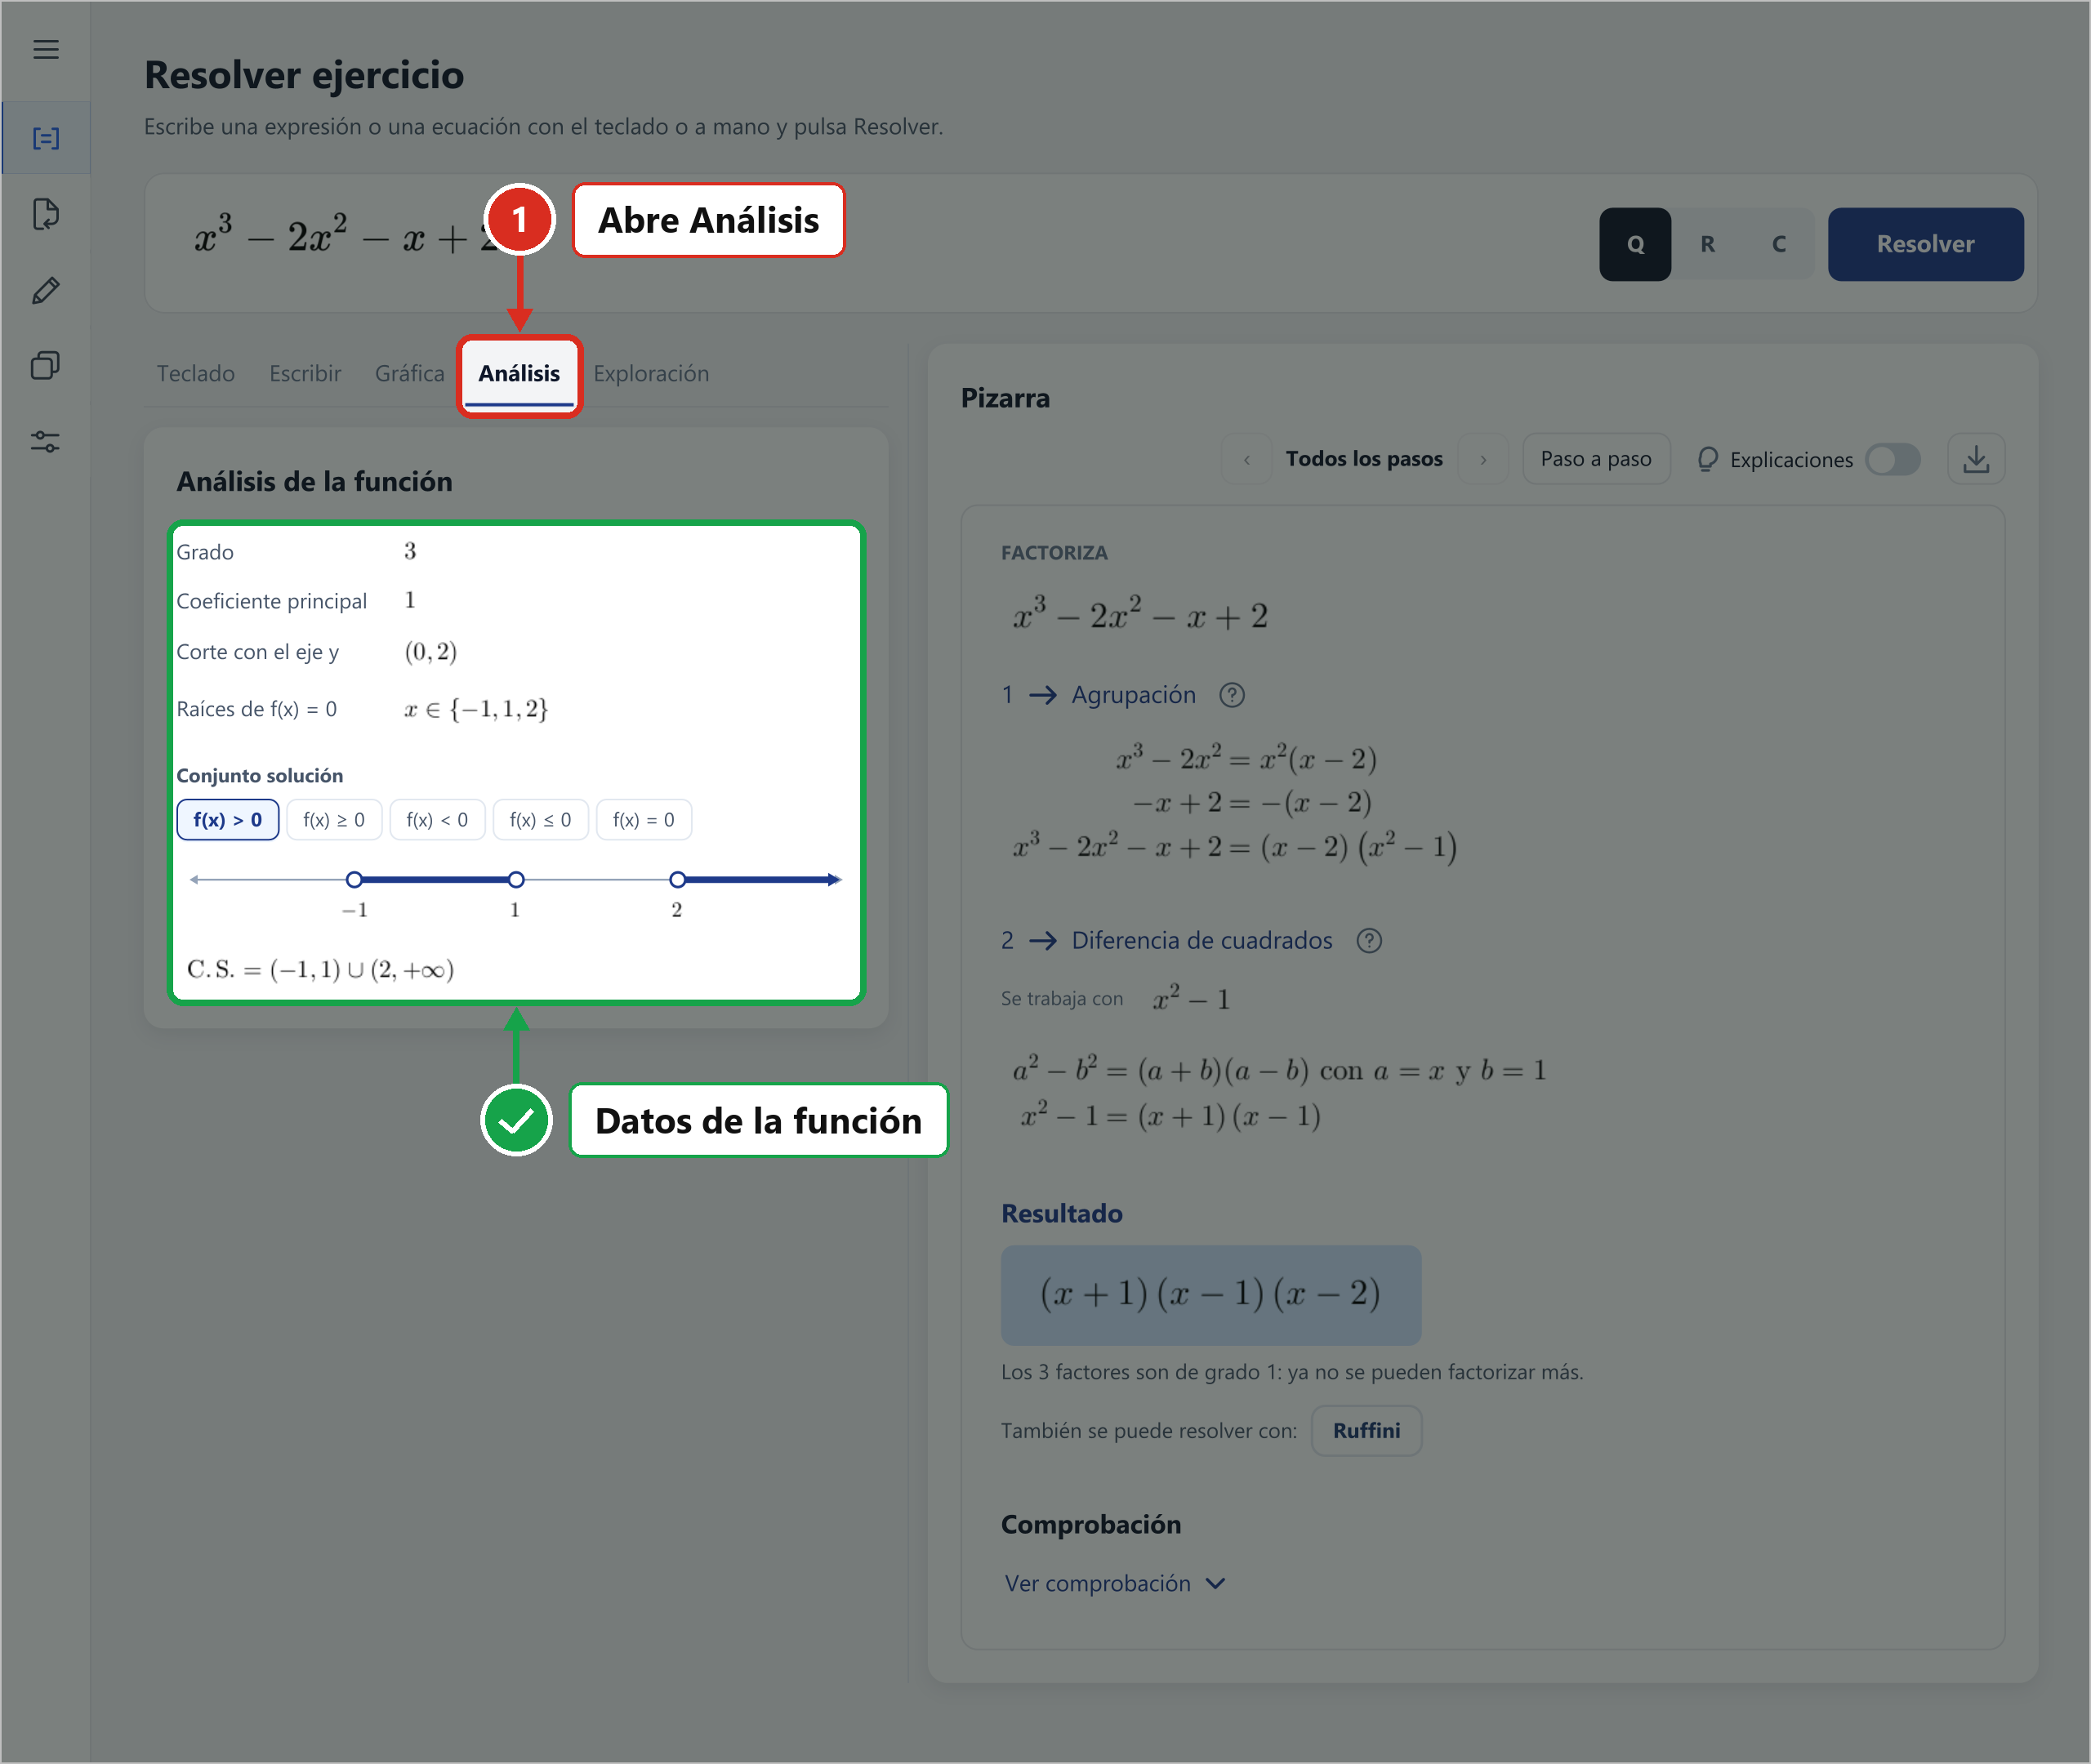 Resolver ejercicio
Escribe una expresión o una ecuación con el teclado o a mano y pulsa Resolver.
x³ − 2x² − x + 2
1
Abre Análisis
Q R C Resolver
Teclado Escribir Gráfica Análisis Exploración
Análisis de la función
Grado 3
Coeficiente principal 1
Corte con el eje y (0, 2)
Raíces de f(x) = 0 x ∈ {−1, 1, 2}
Conjunto solución
f(x) > 0 f(x) ≥ 0 f(x) < 0 f(x) ≤ 0 f(x) = 0
−1 1 2
C.S. = (−1, 1) ∪ (2, +∞)
Datos de la función
Pizarra
‹ Todos los pasos › Paso a paso Explicaciones
FACTORIZA
x³ − 2x² − x + 2
1 → Agrupación ?
x³ − 2x² = x²(x − 2)
−x + 2 = −(x − 2)
x³ − 2x² − x + 2 = (x − 2) (x² − 1)
2 → Diferencia de cuadrados ?
Se trabaja con x² − 1
a² − b² = (a + b)(a − b) con a = x y b = 1
x² − 1 = (x + 1) (x − 1)
Resultado
(x + 1) (x − 1) (x − 2)
Los 3 factores son de grado 1: ya no se pueden factorizar más.
También se puede resolver con: Ruffini
Comprobación
Ver comprobación